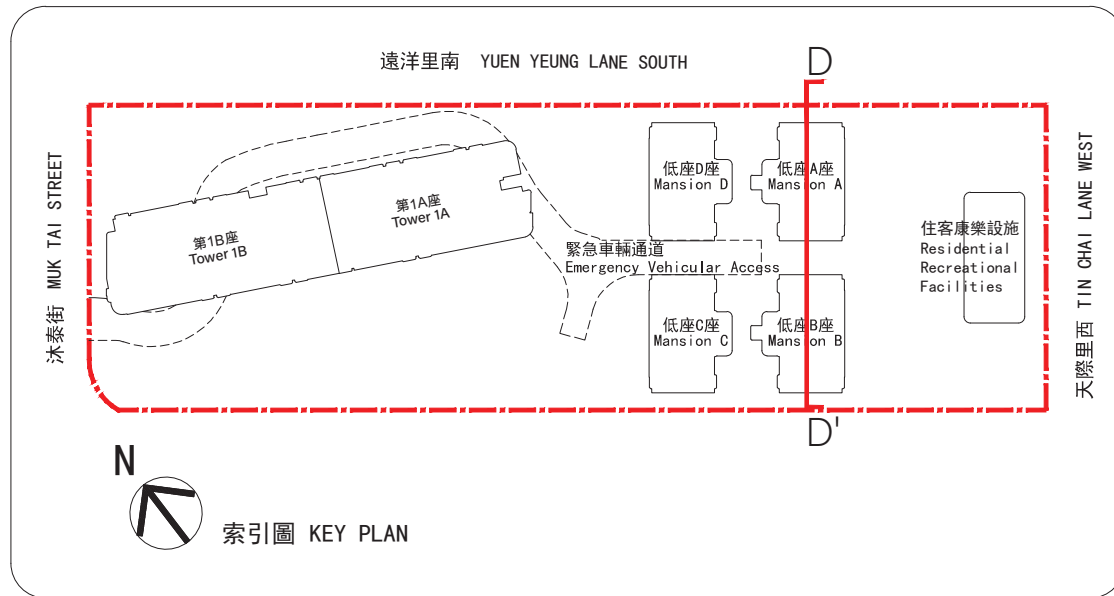 遠洋里南 YUEN YEUNG LANE SOUTH
D
沐泰街 MUK TAI STREET
第1B座
Tower 1B
第1A座
Tower 1A
低座D座
Mansion D
低座A座
Mansion A
緊急車輛通道
Emergency Vehicular Access
低座C座
Mansion C
低座B座
Mansion B
住客康樂設施
Residential
Recreational
Facilities
天際里西 TIN CHAI LANE WEST
D'
N
索引圖 KEY PLAN